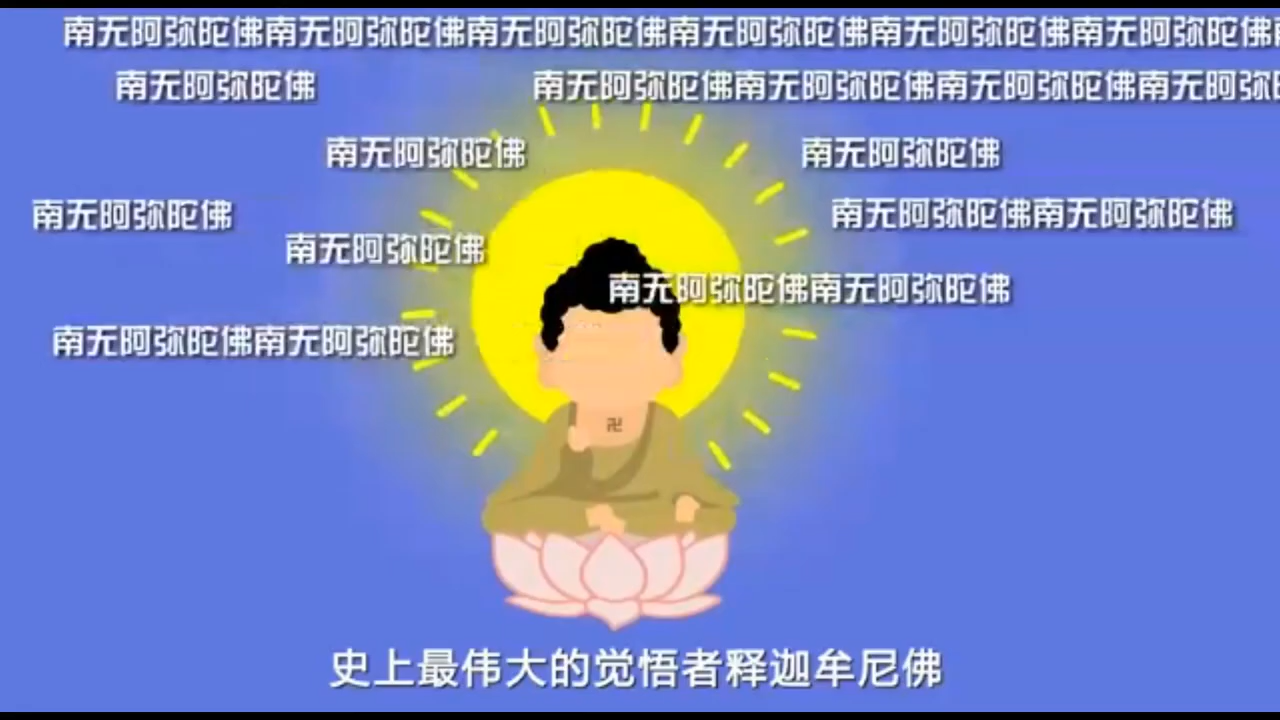 南无阿弥陀佛南无阿弥陀佛南无阿弥陀佛南无阿弥陀佛南无阿弥陀佛南无阿弥陀佛
南无阿弥陀佛 南无阿弥陀佛南无阿弥陀佛南无阿弥陀佛南无阿弥陀
南无阿弥陀佛 南无阿弥陀佛
南无阿弥陀佛 南无阿弥陀佛南无阿弥陀佛
南无阿弥陀佛
南无阿弥陀佛南无阿弥陀佛
南无阿弥陀佛南无阿弥陀佛
卍
史上最伟大的觉悟者释迦牟尼佛